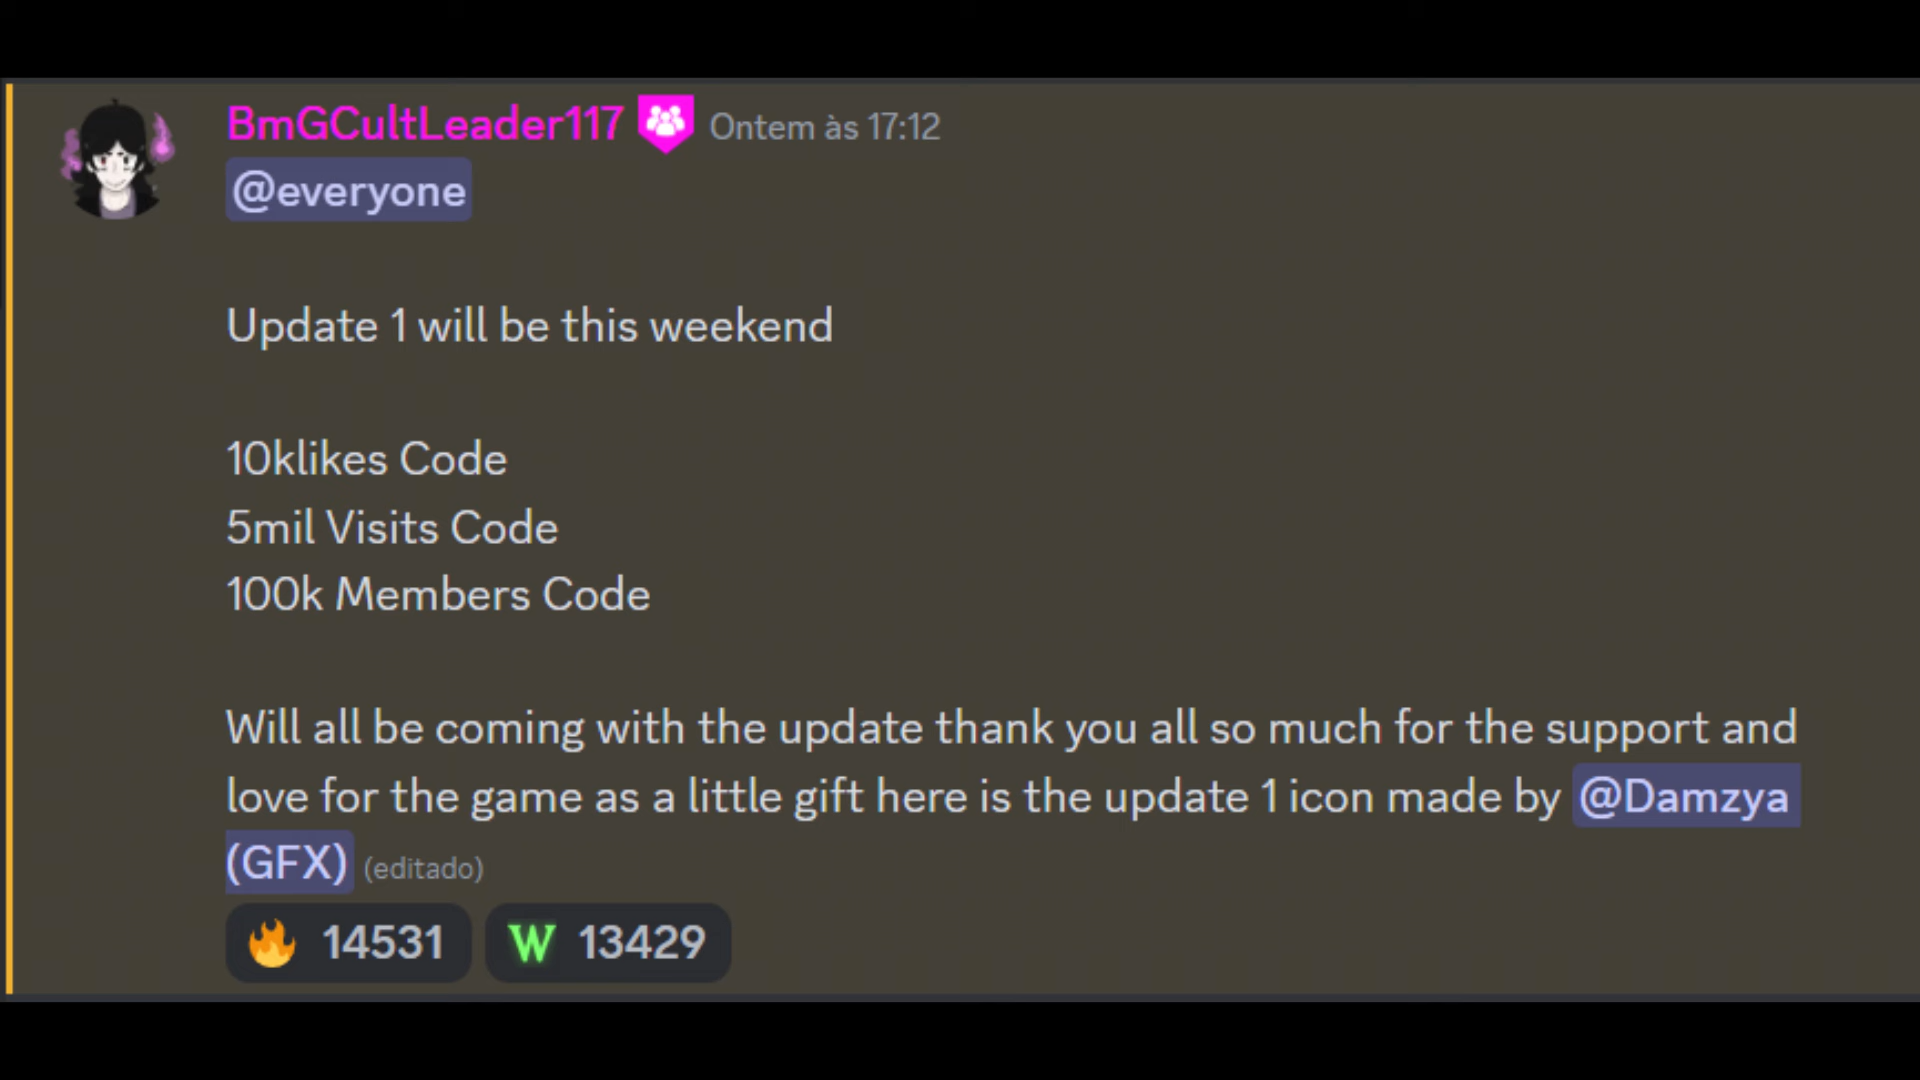 BmGCultLeader117 Ontem às 17:12
@everyone
Update 1 will be this weekend
10klikes Code
5mil Visits Code
100k Members Code
Will all be coming with the update thank you all so much for the support and
love for the game as a little gift here is the update 1 icon made by @Damzya
(GFX) (editado)
14531 W 13429